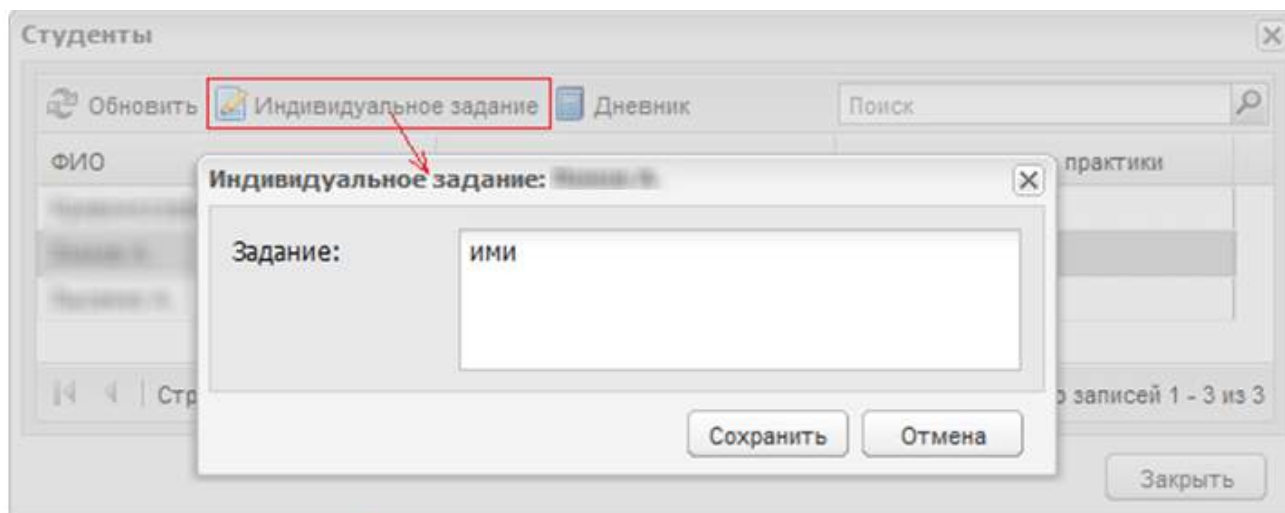 Студенты
Обновить Индивидуальное задание Дневник Поиск
ФИО практики
Индивидуальное задание:
Задание: ими
Стр записей 1 - 3 из 3
Сохранить Отмена
Закрыть